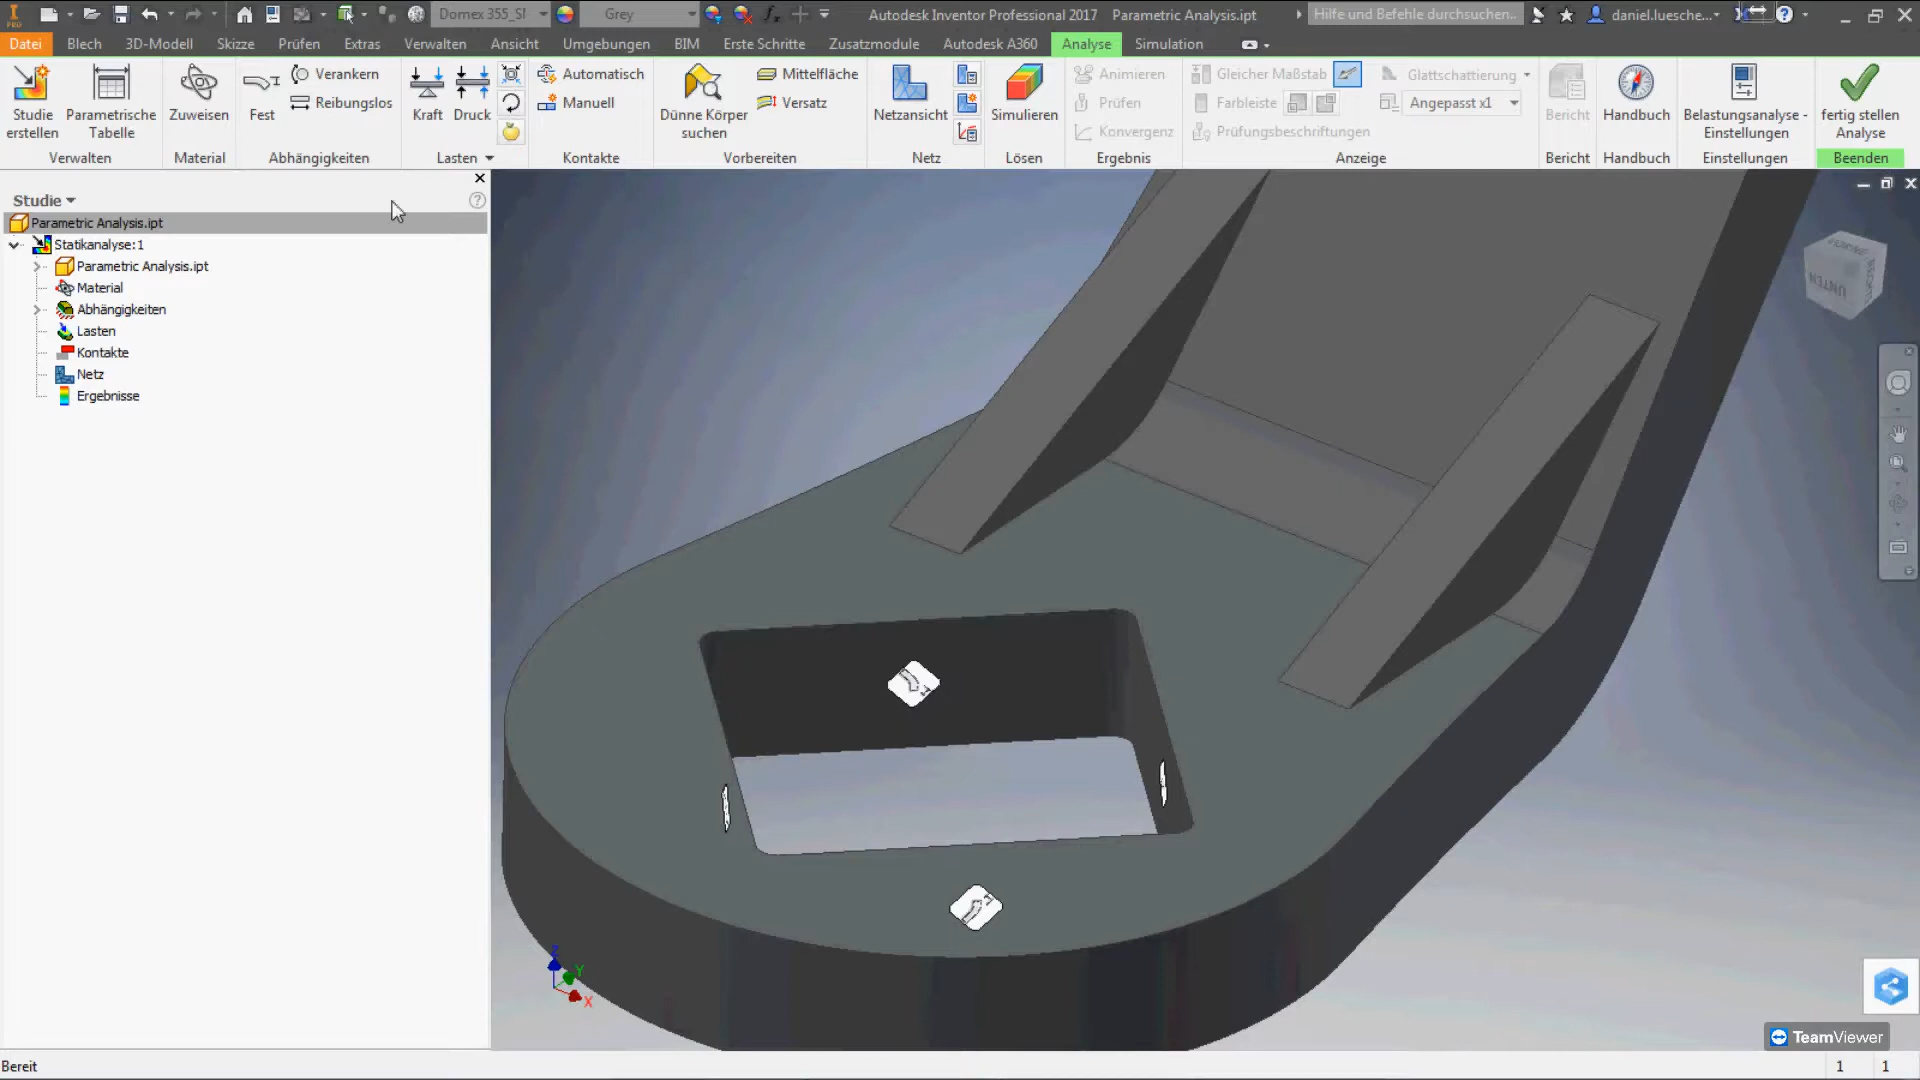 PRO
Domex 355_Sl
Grey
Autodesk Inventor Professional 2017 Parametric Analysis.ipt
Hilfe und Befehle durchsuchen...
daniel.luesche...
Datei Blech 3D-Modell Skizze Prüfen Extras Verwalten Ansicht Umgebungen BIM Erste Schritte Zusatzmodule Autodesk A360 Analyse Simulation
Studie erstellen
Parametrische Tabelle
Verwalten
Zuweisen
Material
Fest
Verankern
Reibungslos
Abhängigkeiten
Kraft
Druck
Lasten
Automatisch
Manuell
Kontakte
Dünne Körper suchen
Mittelfläche
Versatz
Vorbereiten
Netzansicht
Netz
Simulieren
Lösen
Animieren
Prüfen
Konvergenz
Ergebnis
Gleicher Maßstab
Farbleiste
Prüfungsbeschriftungen
Glattschattierung
Angepasst x1
Anzeige
Bericht
Bericht
Handbuch
Handbuch
Belastungsanalyse - Einstellungen
Einstellungen
fertig stellen Analyse
Beenden
Studie
Parametric Analysis.ipt
Statikanalyse:1
Parametric Analysis.ipt
Material
Abhängigkeiten
Lasten
Kontakte
Netz
Ergebnisse
UNTEN
Z
Y
X
TeamViewer
Bereit
1 1